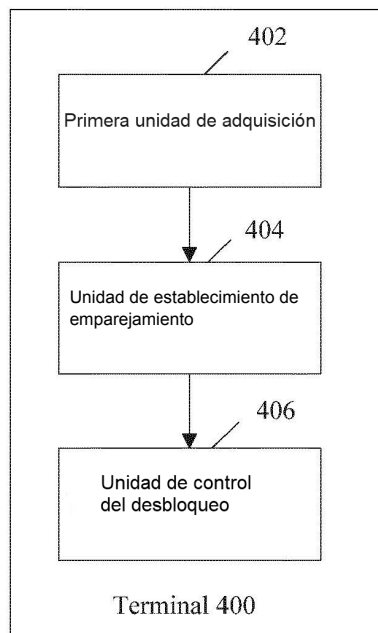 402
Primera unidad de adquisición
404
Unidad de establecimiento de
emparejamiento
406
Unidad de control
del desbloqueo
Terminal 400